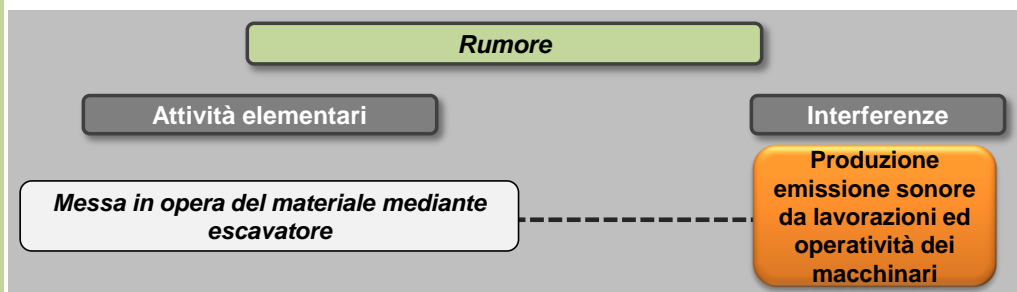 Rumore
Attività elementari
Interferenze
Messa in opera del materiale mediante
escavatore
Produzione
emissione sonore
da lavorazioni ed
operatività dei
macchinari